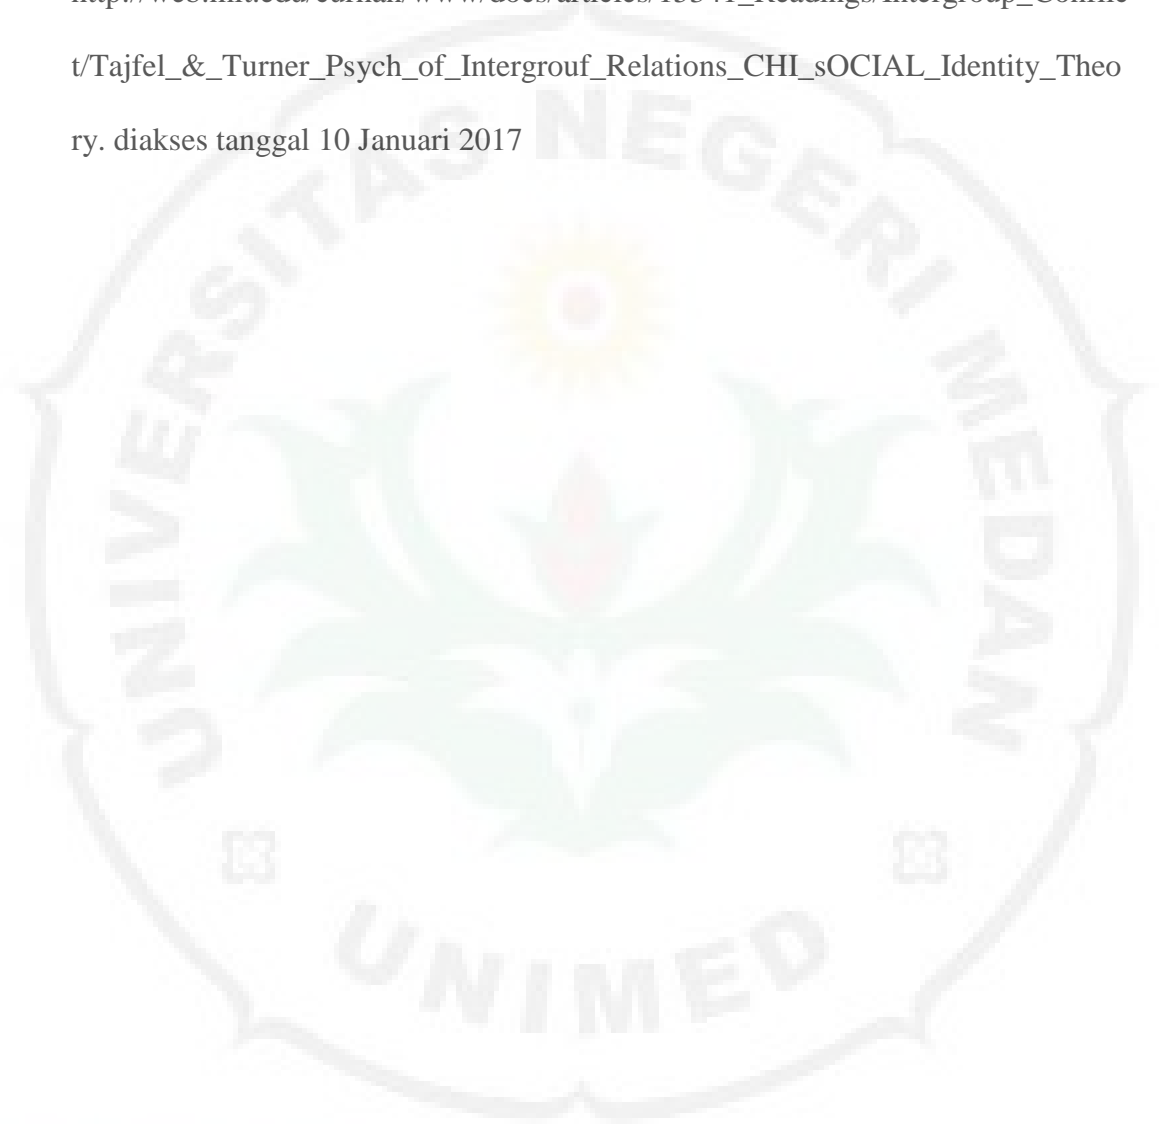 t/Tajfel_&_Turner_Psych_of_Intergrouf_Relations_CHI_sOCIAL_Identity_Theo
ry. diakses tanggal 10 Januari 2017
UNIVERSITAS NEGERI MEDAN
UNIMED